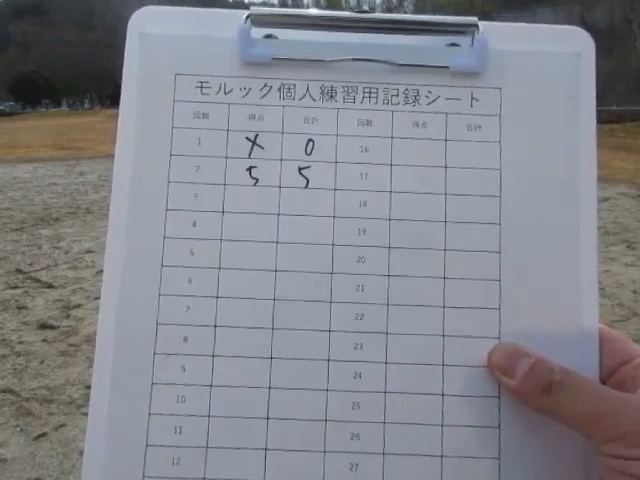 モルック個人練習用記録シート
回数 得点 合計 回数 得点 合計
1 X 0 16
2 5 5 17
3 18
4 19
5 20
6 21
7 22
8 23
9 24
10 25
11 26
12 27